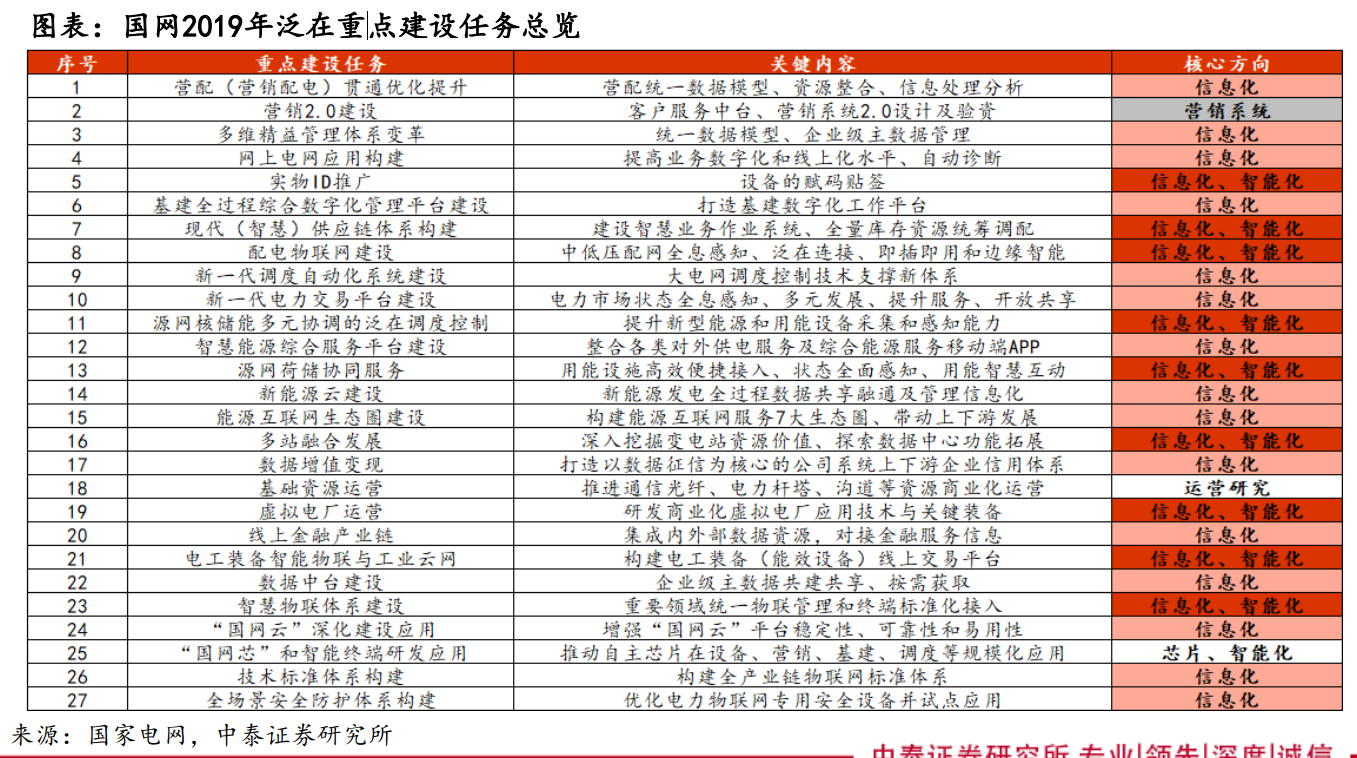 图表：国网2019年泛在重点建设任务总览
序号 重点建设任务 关键内容 核心方向
1 营配（营销配电）贯通优化提升 营配统一数据模型、资源整合、信息处理分析 信息化
2 营销2.0建设 客户服务中台、营销系统2.0设计及验资 营销系统
3 多维精益管理体系变革 统一数据模型、企业级主数据管理 信息化
4 网上电网应用构建 提高业务数字化和线上化水平、自动诊断 信息化
5 实物ID推广 设备的赋码贴签 信息化、智能化
6 基建全过程综合数字化管理平台建设 打造基建数字化工作平台 信息化
7 现代（智慧）供应链体系构建 建设智慧业务作业系统、全量库存资源统筹调配 信息化、智能化
8 配电物联网建设 中低压配网全息感知、泛在连接、即插即用和边缘智能 信息化、智能化
9 新一代调度自动化系统建设 大电网调度控制技术支撑新体系 信息化
10 新一代电力交易平台建设 电力市场状态全息感知、多元发展、提升服务、开放共享 信息化
11 源网核储能多元协调的泛在调度控制 提升新型能源和用能设备采集和感知能力 信息化、智能化
12 智慧能源综合服务平台建设 整合各类对外供电服务及综合能源服务移动端APP 信息化
13 源网荷储协同服务 用能设施高效便捷接入、状态全面感知、用能智慧互动 信息化、智能化
14 新能源云建设 新能源发电全过程数据共享融通及管理信息化 信息化
15 能源互联网生态圈建设 构建能源互联网服务7大生态圈、带动上下游发展 信息化
16 多站融合发展 深入挖掘变电站资源价值、探索数据中心功能拓展 信息化、智能化
17 数据增值变现 打造以数据征信为核心的公司系统上下游企业信用体系 信息化
18 基础资源运营 推进通信光纤、电力杆塔、沟道等资源商业化运营 运营研究
19 虚拟电厂运营 研发商业化虚拟电厂应用技术与关键装备 信息化、智能化
20 线上金融产业链 集成内外部数据资源，对接金融服务信息 信息化
21 电工装备智能物联与工业云网 构建电工装备（能效设备）线上交易平台 信息化、智能化
22 数据中台建设 企业级主数据共建共享、按需获取 信息化
23 智慧物联体系建设 重要领域统一物联管理和终端标准化接入 信息化、智能化
24 “国网云”深化建设应用 增强“国网云”平台稳定性、可靠性和易用性 信息化
25 “国网芯”和智能终端研发应用 推动自主芯片在设备、营销、基建、调度等规模化应用 芯片、智能化
26 技术标准体系构建 构建全产业链物联网标准体系 信息化
27 全场景安全防护体系构建 优化电力物联网专用安全设备并试点应用 信息化
来源：国家电网，中泰证券研究所
中泰证券研究所 专业|领先|深度|诚信